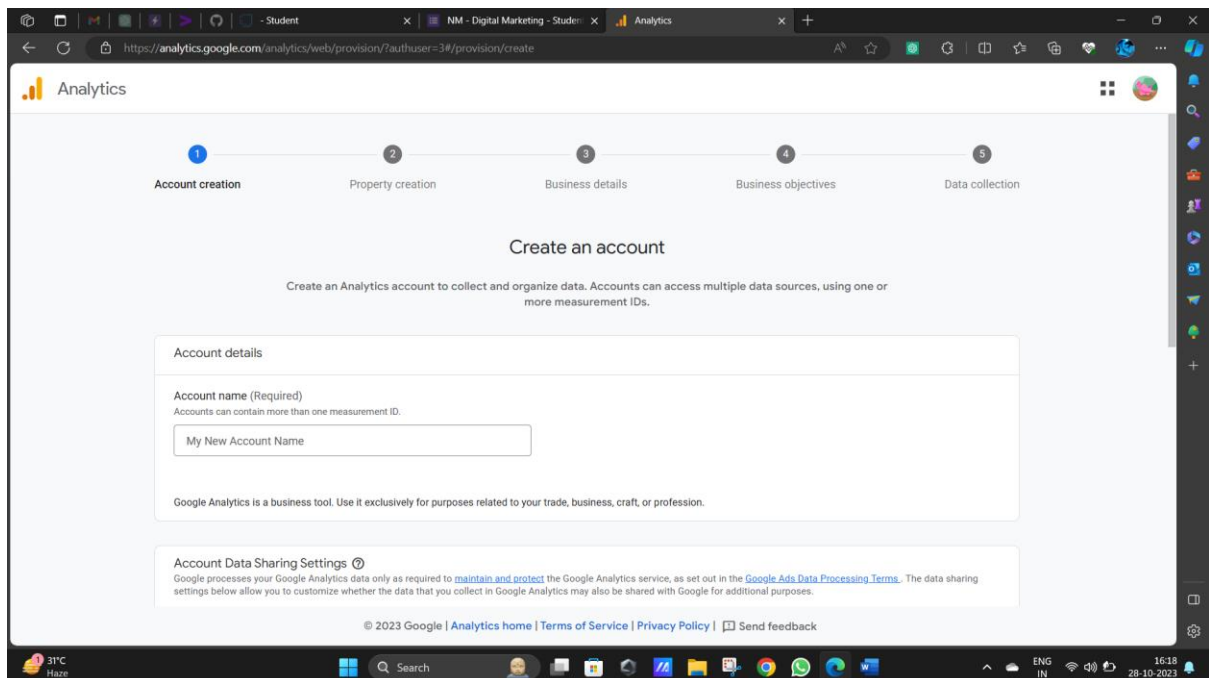 - Student
NM - Digital Marketing - Studen
Analytics
https://analytics.google.com/analytics/web/provision/?authuser=3#/provision/create
Analytics
1
2
3
4
5
Account creation
Property creation
Business details
Business objectives
Data collection
Create an account
Create an Analytics account to collect and organize data. Accounts can access multiple data sources, using one or
more measurement IDs.
Account details
Account name (Required)
Accounts can contain more than one measurement ID.
My New Account Name
Google Analytics is a business tool. Use it exclusively for purposes related to your trade, business, craft, or profession.
Account Data Sharing Settings
Google processes your Google Analytics data only as required to maintain and protect the Google Analytics service, as set out in the Google Ads Data Processing Terms . The data sharing
settings below allow you to customize whether the data that you collect in Google Analytics may also be shared with Google for additional purposes.
© 2023 Google | Analytics home | Terms of Service | Privacy Policy | Send feedback
1
31°C
Haze
Search
ENG
IN
16:18
28-10-2023